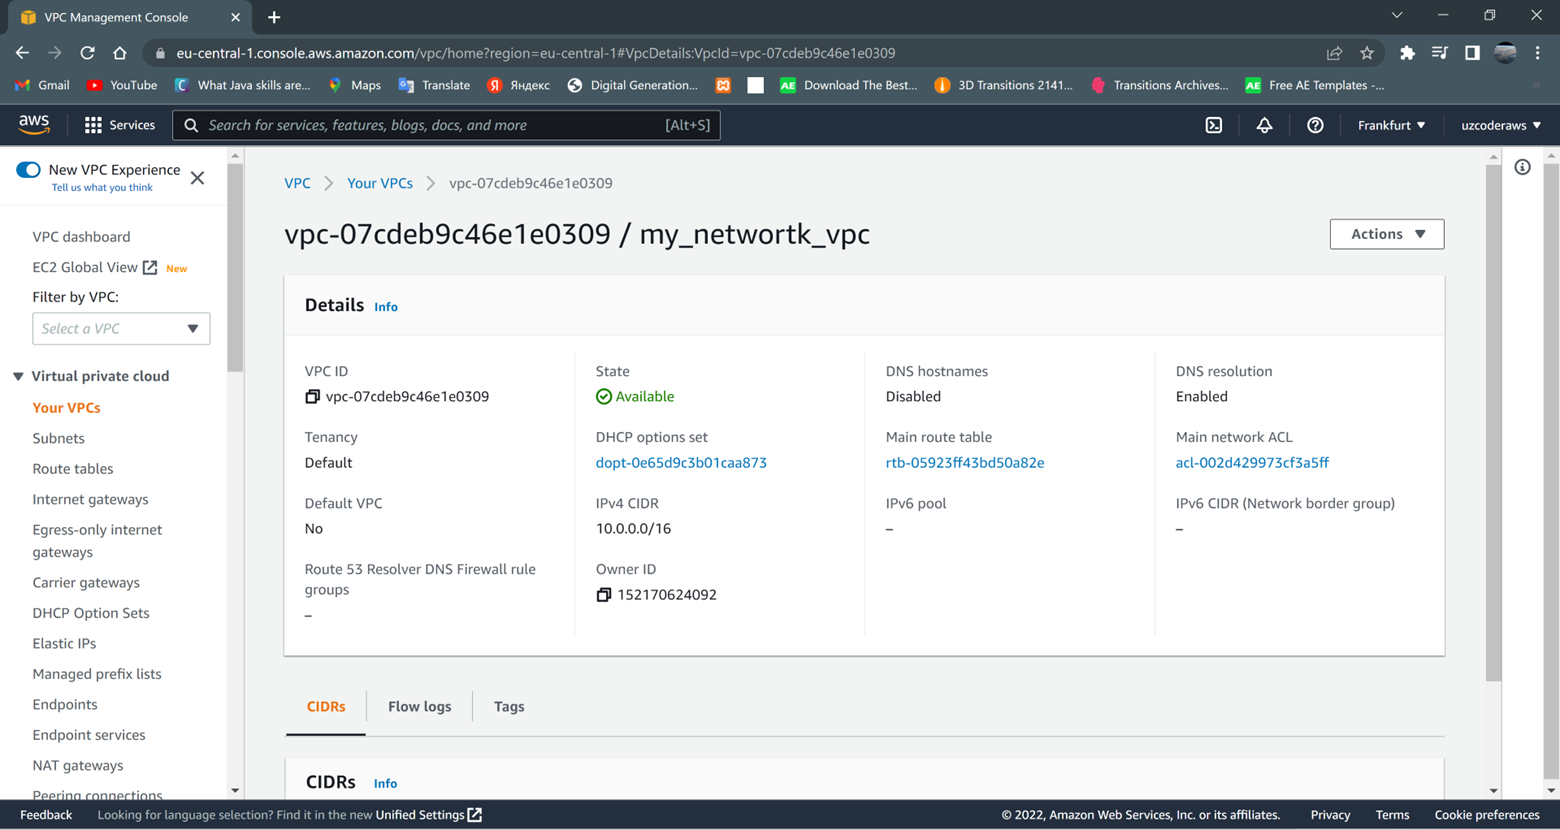 VPC Management Console
eu-central-1.console.aws.amazon.com/vpc/home?region=eu-central-1#VpcDetails:VpcId=vpc-07cdeb9c46e1e0309
Gmail YouTube What Java skills are... Maps Translate Яндекс Digital Generation... Download The Best... 3D Transitions 2141... Transitions Archives... Free AE Templates -...
aws Services Search for services, features, blogs, docs, and more [Alt+S] Frankfurt uzcoderaws
New VPC Experience
Tell us what you think
VPC dashboard
EC2 Global View New
Filter by VPC:
Select a VPC
Virtual private cloud
Your VPCs
Subnets
Route tables
Internet gateways
Egress-only internet
gateways
Carrier gateways
DHCP Option Sets
Elastic IPs
Managed prefix lists
Endpoints
Endpoint services
NAT gateways
Peering connections
VPC Your VPCs vpc-07cdeb9c46e1e0309
vpc-07cdeb9c46e1e0309 / my_networtk_vpc
Actions
Details Info
VPC ID
vpc-07cdeb9c46e1e0309
State
Available
DNS hostnames
Disabled
DNS resolution
Enabled
Tenancy
Default
DHCP options set
dopt-0e65d9c3b01caa873
Main route table
rtb-05923ff43bd50a82e
Main network ACL
acl-002d429973cf3a5ff
Default VPC
No
IPv4 CIDR
10.0.0.0/16
IPv6 pool
–
IPv6 CIDR (Network border group)
–
Route 53 Resolver DNS Firewall rule
groups
–
Owner ID
152170624092
CIDRs Flow logs Tags
CIDRs Info
Feedback Looking for language selection? Find it in the new Unified Settings © 2022, Amazon Web Services, Inc. or its affiliates. Privacy Terms Cookie preferences